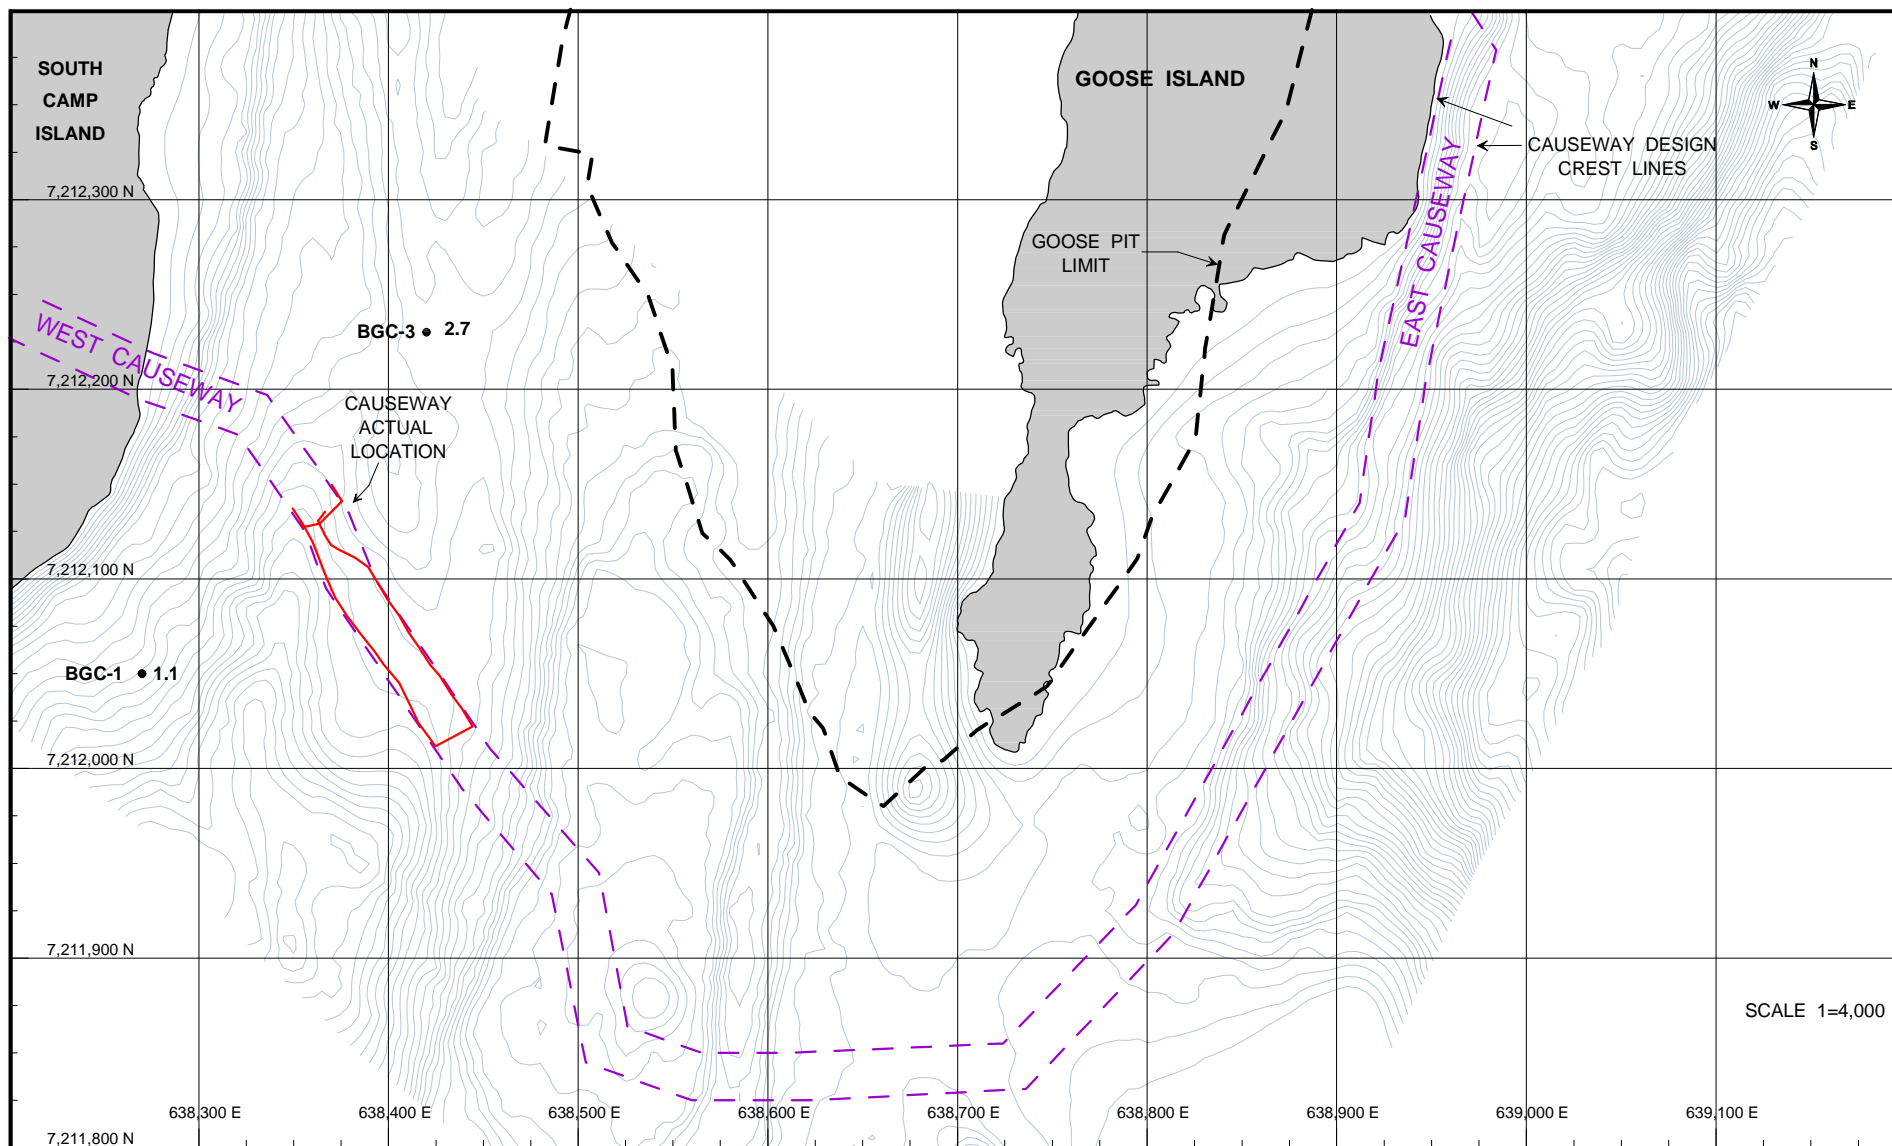 SOUTH
CAMP
ISLAND
GOOSE ISLAND
N
W E
S
CAUSEWAY DESIGN
CREST LINES
7,212,300 N
GOOSE PIT
LIMIT
EAST CAUSEWAY
WEST CAUSEWAY
BGC-3 2.7
7,212,200 N
CAUSEWAY
ACTUAL
LOCATION
7,212,100 N
BGC-1 1.1
7,212,000 N
7,211,900 N
SCALE 1=4,000
638,300 E 638,400 E 638,500 E 638,600 E 638,700 E 638,800 E 638,900 E 639,000 E 639,100 E
7,211,800 N